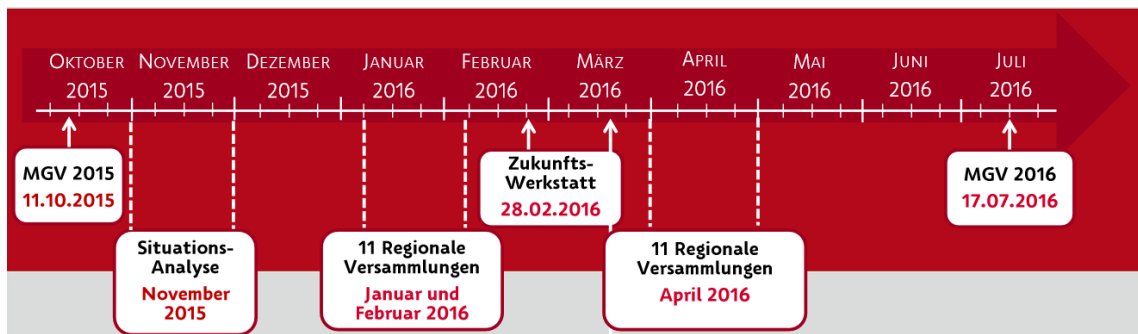 OKTOBER NOVEMBER DEZEMBER JANUAR FEBRUAR MÄRZ APRIL MAI JUNI JULI
2015 2015 2015 2016 2016 2016 2016 2016 2016 2016
MGV 2015
11.10.2015
Situations-
Analyse
November
2015
11 Regionale
Versammlungen
Januar und
Februar 2016
Zukunfts-
Werkstatt
28.02.2016
11 Regionale
Versammlungen
April 2016
MGV 2016
17.07.2016